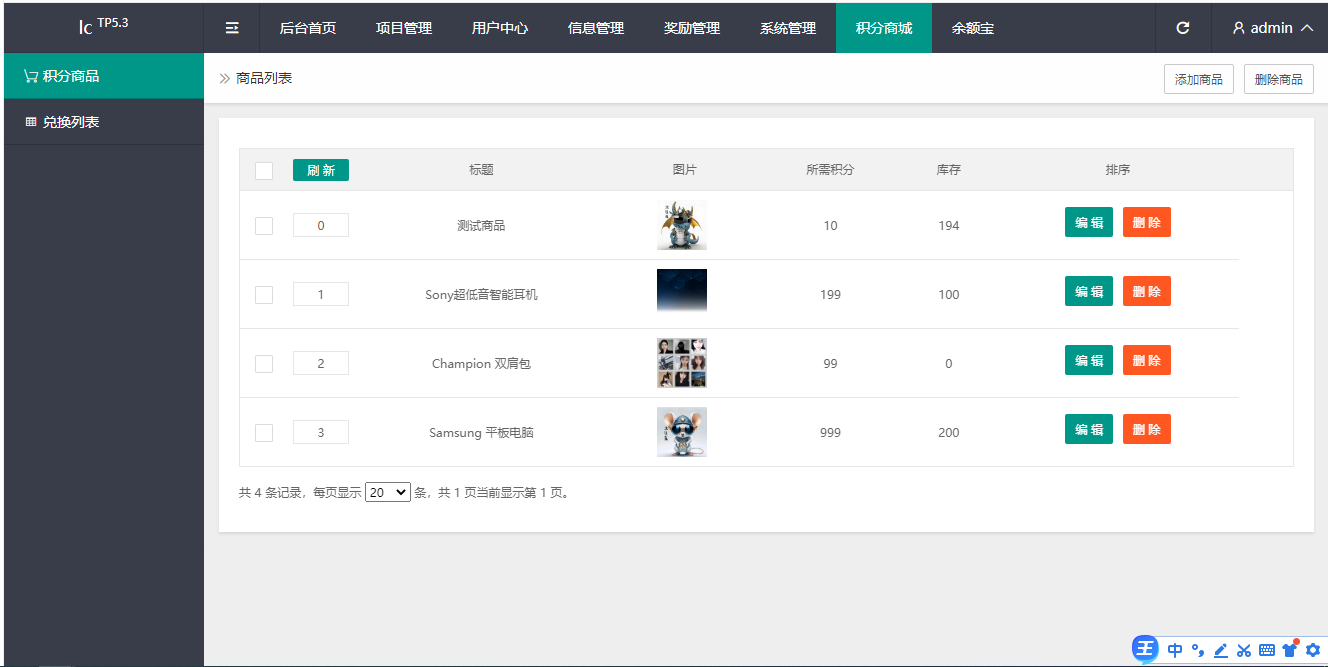 lc TP5.3
后台首页 项目管理 用户中心 信息管理 奖励管理 系统管理 积分商城 余额宝 admin
积分商品
兑换列表
商品列表 添加商品 删除商品
刷 新 标题 图片 所需积分 库存 排序
0 测试商品 10 194 编 辑 删 除
1 Sony超低音智能耳机 199 100 编 辑 删 除
2 Champion 双肩包 99 0 编 辑 删 除
3 Samsung 平板电脑 999 200 编 辑 删 除
共 4 条记录，每页显示 20 条，共 1 页当前显示第 1 页。
王 中